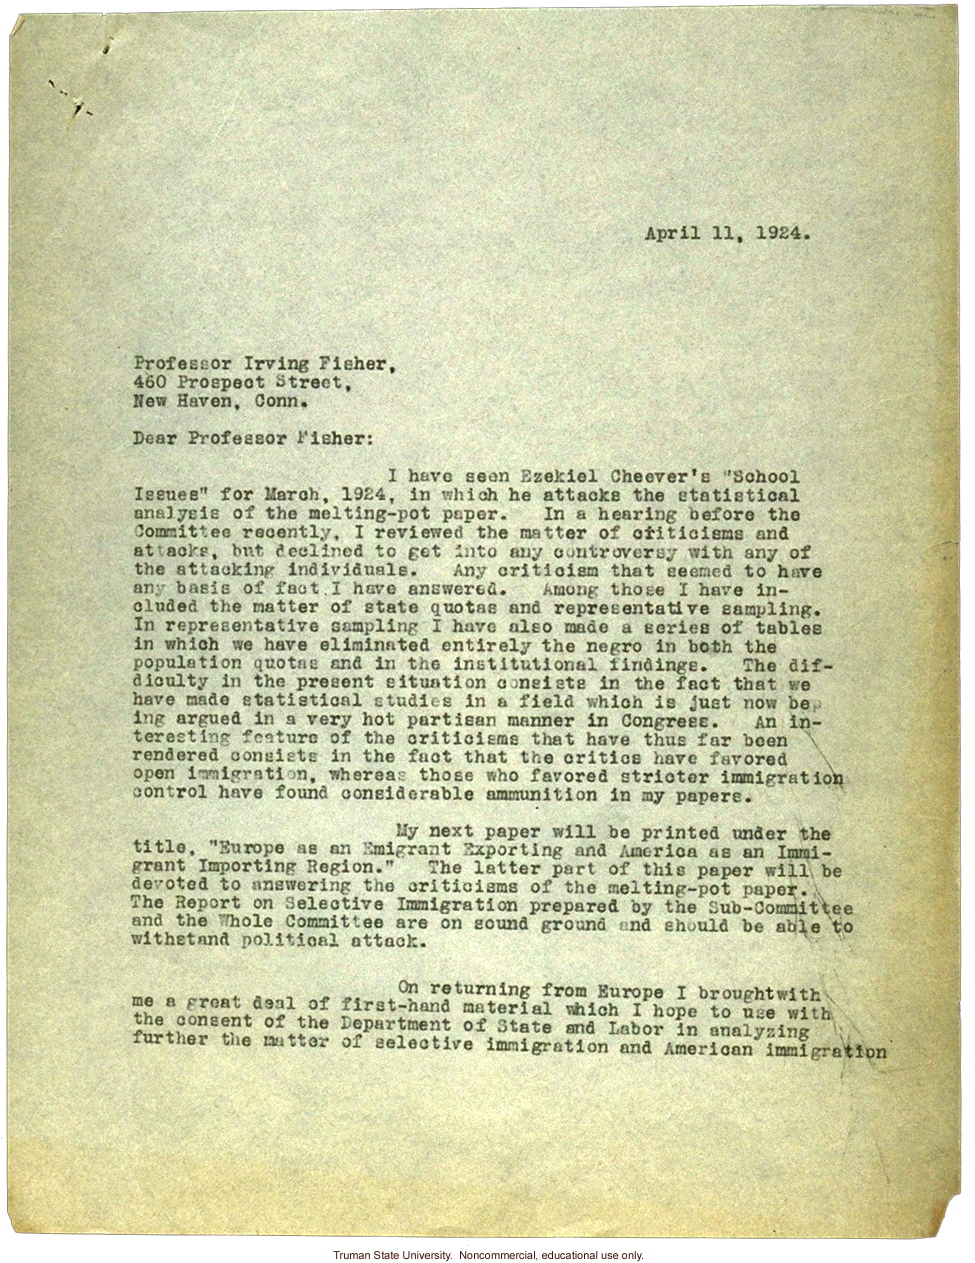 April 11, 1924.
Professor Irving Fisher,
460 Prospect Street,
New Haven, Conn.
Dear Professor Fisher:
I have seen Ezekiel Cheever's "School
Issues" for March, 1924, in which he attacks the statistical
analysis of the melting-pot paper. In a hearing before the
Committee recently, I reviewed the matter of criticisms and
attacks, but declined to get into any controversy with any of
the attacking individuals. Any criticism that seemed to have
any basis of fact I have answered. Among those I have in-
cluded the matter of state quotas and representative sampling.
In representative sampling I have also made a series of tables
in which we have eliminated entirely the negro in both the
population quotas and in the institutional findings. The dif-
diculty in the present situation consists in the fact that we
have made statistical studies in a field which is just now be
ing argued in a very hot partisan manner in Congress. An in-
teresting feature of the criticisms that have thus far been
rendered consists in the fact that the critics have favored
open immigration, whereas those who favored stricter immigration
control have found considerable ammunition in my papers.
My next paper will be printed under the
title, "Europe as an Emigrant Exporting and America as an Immi-
grant Importing Region." The latter part of this paper will be
devoted to answering the criticisms of the melting-pot paper.
The Report on Selective Immigration prepared by the Sub-Committee
and the Whole Committee are on sound ground and should be able to
withstand political attack.
On returning from Europe I broughtwith
me a great deal of first-hand material which I hope to use with
the consent of the Department of State and Labor in analyzing
further the matter of selective immigration and American immigration
Truman State University. Noncommercial, educational use only.